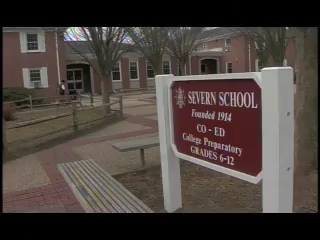 SEVERN SCHOOL
Founded 1914
CO - ED
College Preparatory
GRADES 6-12